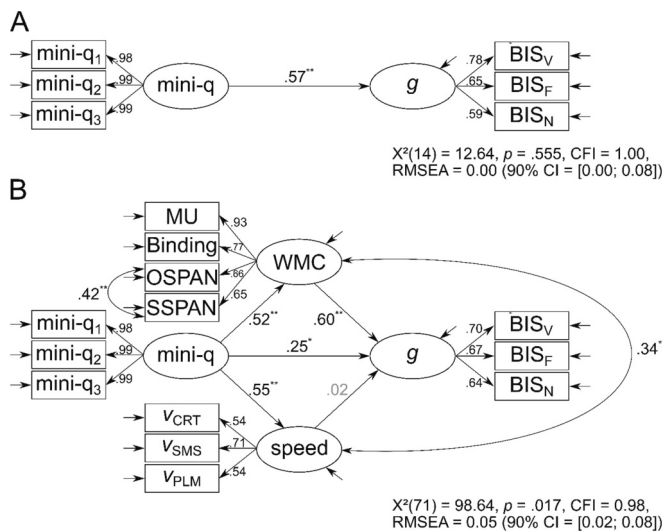 A
mini-q1
mini-q2
mini-q3
.98
.99
.99
mini-q
.57**
g
.78
.65
.59
BISV
BISF
BISN
X²(14) = 12.64, p = .555, CFI = 1.00,
RMSEA = 0.00 (90% CI = [0.00; 0.08])
B
MU
Binding
OSPAN
SSPAN
.93
.77
.66
.65
WMC
.42**
mini-q1
mini-q2
mini-q3
.98
.99
.99
mini-q
.52**
.60**
.25*
.55**
.02
g
.70
.67
.64
BISV
BISF
BISN
.34*
vCRT
vSMS
vPLM
.54
.71
.54
speed
X²(71) = 98.64, p = .017, CFI = 0.98,
RMSEA = 0.05 (90% CI = [0.02; 0.08])